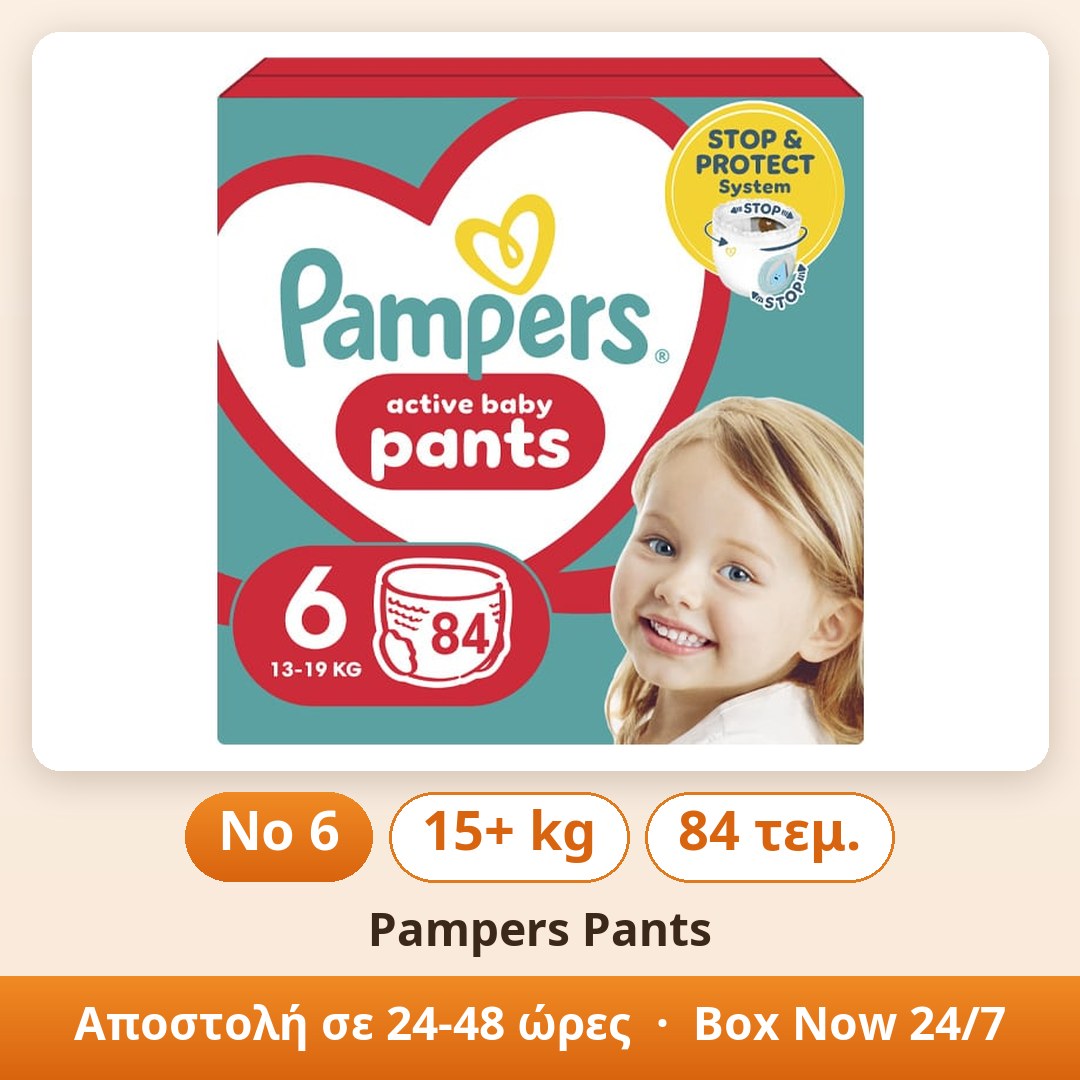 STOP &
PROTECT
System
STOP
STOP
Pampers®
active baby
pants
6
84
13-19 KG
No 6
15+ kg
84 τεμ.
Pampers Pants
Αποστολή σε 24-48 ώρες · Box Now 24/7